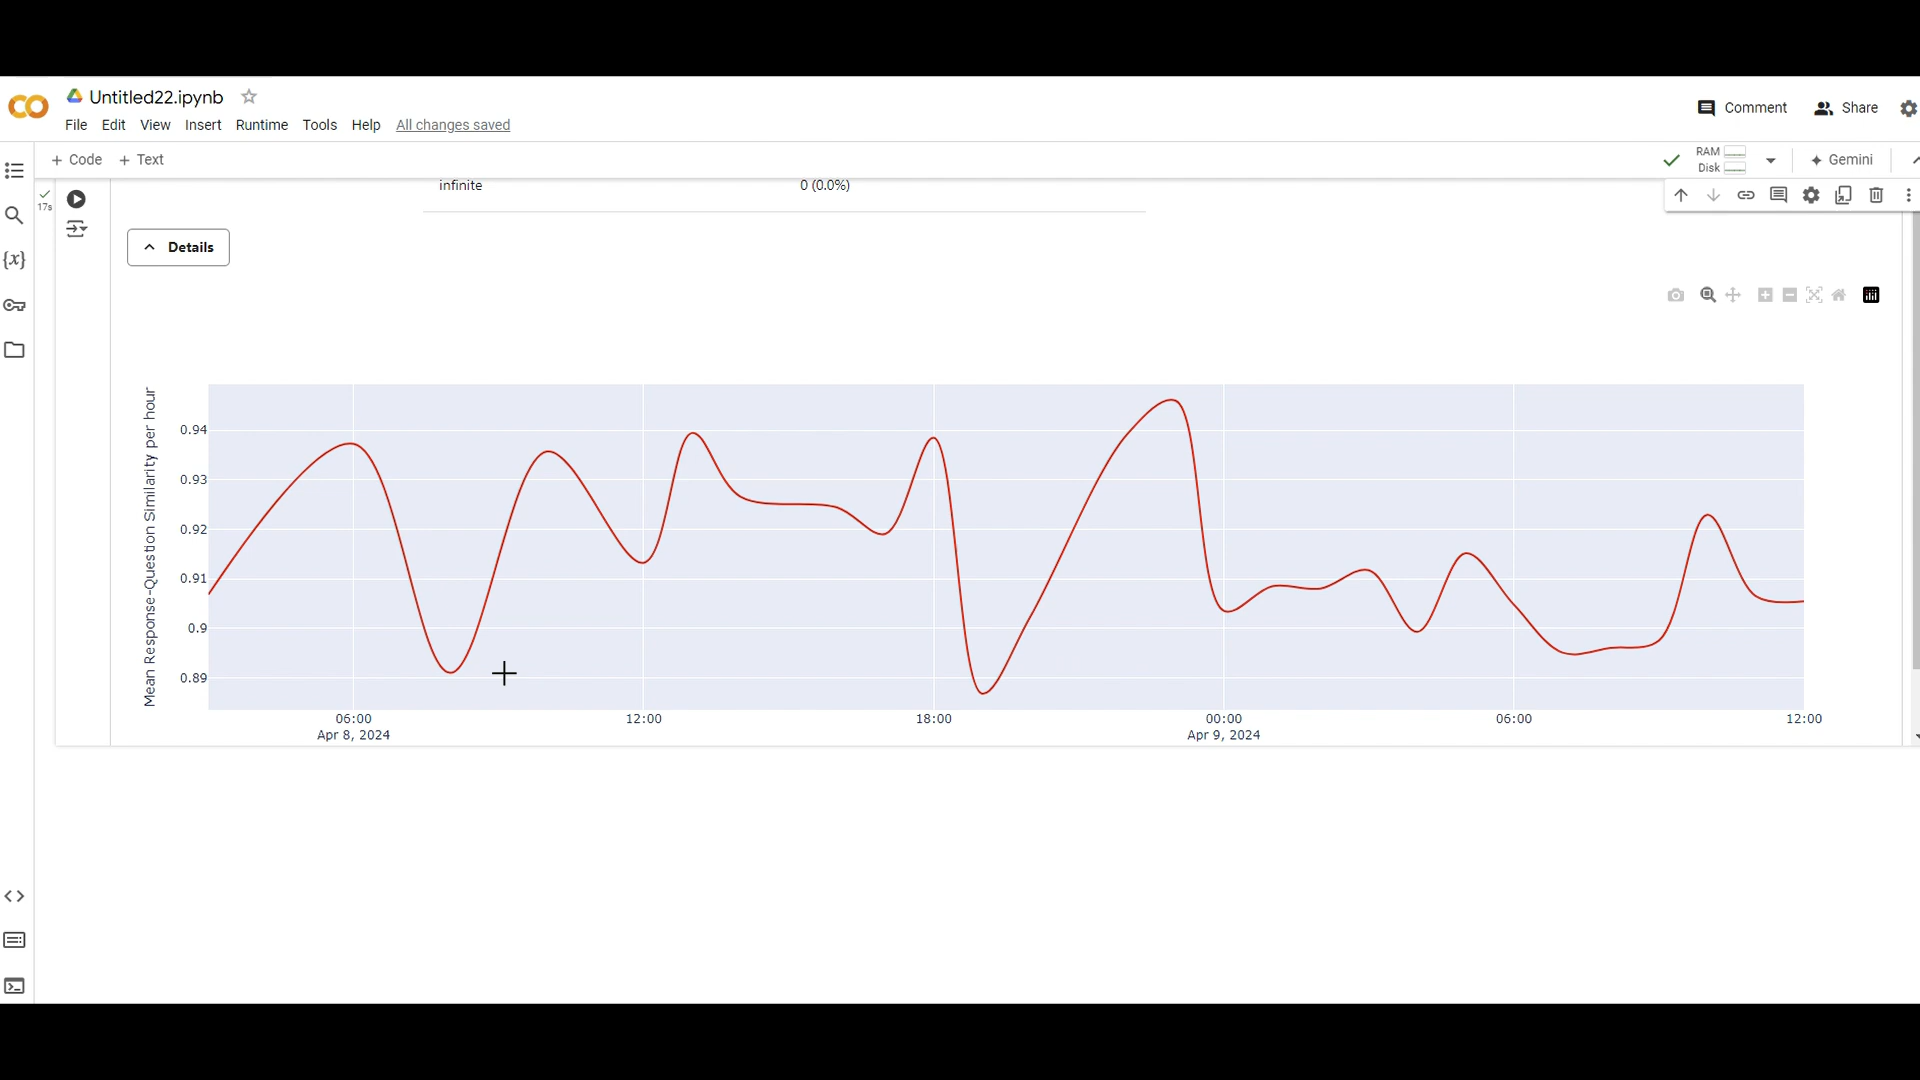 Untitled22.ipynb
File Edit View Insert Runtime Tools Help All changes saved
Comment
Share
+ Code + Text
RAM
Disk
Gemini
17s
infinite 0 (0.0%)
{x}
Details
Mean Response-Question Similarity per hour
0.94
0.93
0.92
0.91
0.9
0.89
06:00 12:00 18:00 00:00 06:00 12:00
Apr 8, 2024 Apr 9, 2024